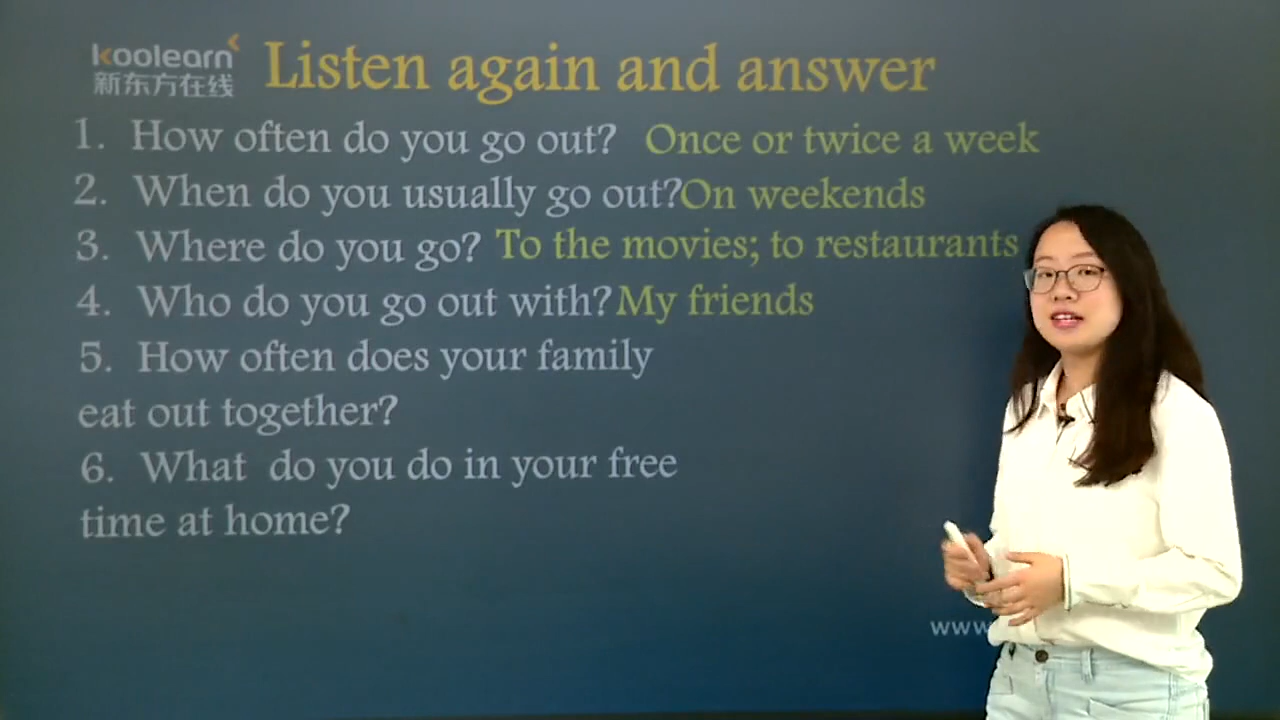 koolearn
新东方在线
Listen again and answer
1. How often do you go out? Once or twice a week
2. When do you usually go out?On weekends
3. Where do you go? To the movies; to restaurants
4. Who do you go out with?My friends
5. How often does your family
eat out together?
6. What do you do in your free
time at home?
www